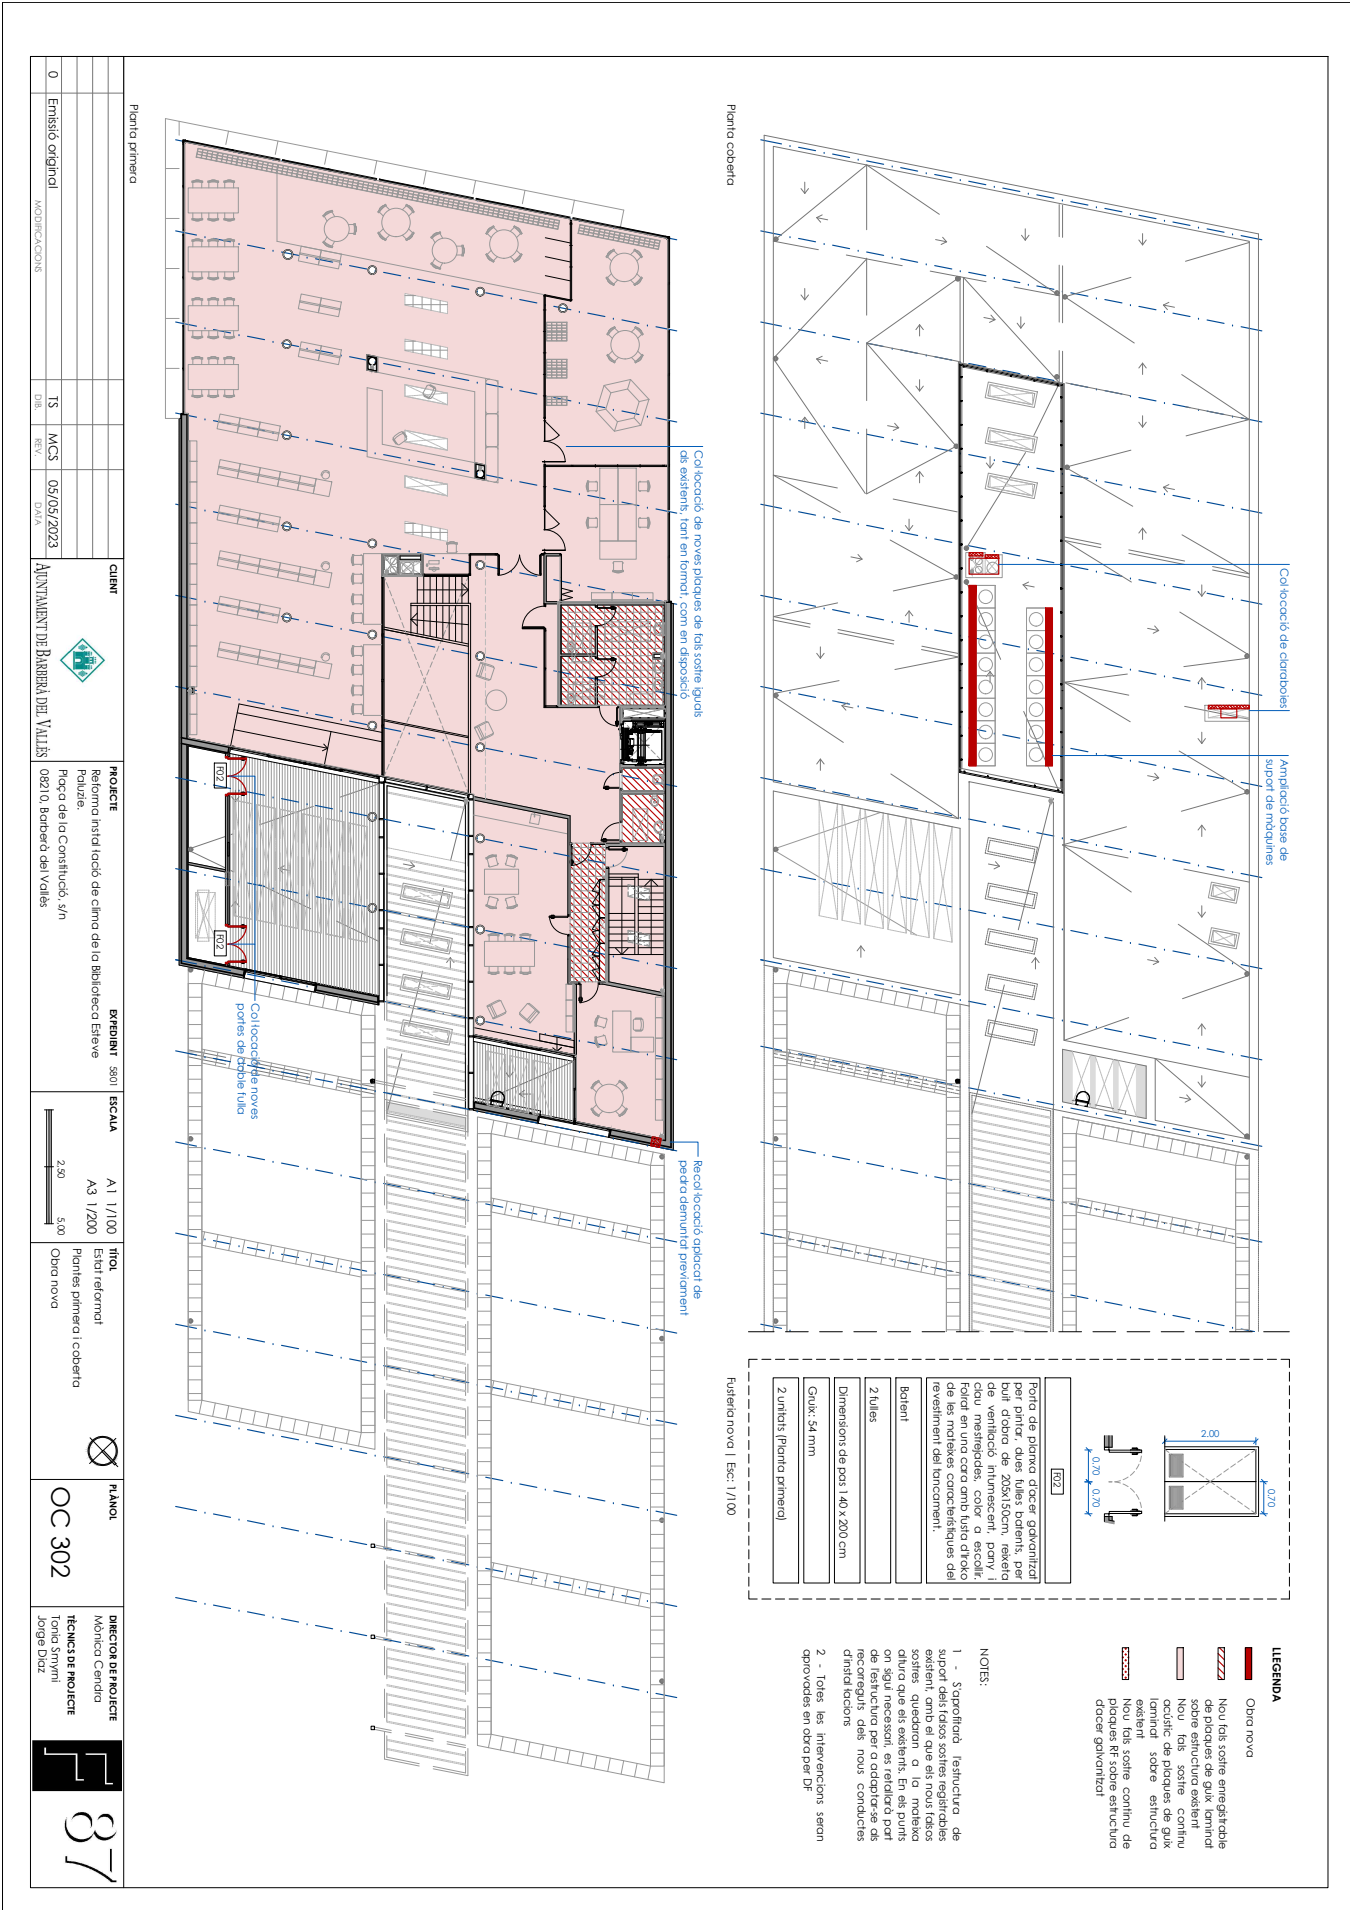 Planta coberta
Col·locació de claraboies
Ampliació base de
suport de màquines
Planta primera
Col·locació de noves plaques de fals sostre iguals
als existents, tant en format, com en disposició
Col·locació de noves
portes de doble fulla
F02
F02
Recol·locació aplacat de
pedra demuntat previament
2.00
0.70
0.70
0.70
F02
Porta de planxa d'acer galvanitzat
per pintar, dues fulles batents, per
buit d'obra de 205x150cm, reixeta
de ventilació intumescent, pany i
clau mestrejades, color a escollir.
Folrat en una cara amb fusta d'Iroko
de les mateixes característiques del
revestiment del tancament.
Batent
2 fulles
Dimensions de pas 140 x 200 cm
Gruix: 54 mm
2 unitats (Planta primera)
Fusteria nova | Esc: 1/100
LLEGENDA
Obra nova
Nou fals sostre enregistrable
de plaques de guix laminat
sobre estructura existent
Nou fals sostre continu
acústic de plaques de guix
laminat sobre estructura
existent
Nou fals sostre continu de
plaques RF sobre estructura
d'acer galvanitzat
NOTES:
1 - S'aprofitarà l'estructura de
suport dels falsos sostres registrables
existent, amb el que els nous falsos
sostres quedaran a la mateixa
altura que els existents. En els punts
on sigui necessari, es retallarà part
de l'estructura per a adaptar-se als
recorreguts dels nous conductes
d'instal·lacions
2 - Totes les intervencions seran
aprovades en obra per DF
0
Emissió original
TS
MCS
05/05/2023
MODIFICACIONS
DIB.
REV.
DATA
CLIENT
AJUNTAMENT DE BARBERÀ DEL VALLÈS
PROJECTE
Reforma instal·lació de clima de la Biblioteca Esteve
Paluzie.
Plaça de la Constitució, s/n
08210, Barberà del Vallès
EXPEDIENT 5801
ESCALA
A1 1/100
A3 1/200
2.50
5.00
TÍTOL
Estat reformat
Plantes primera i coberta
Obra nova
PLÀNOL
OC 302
DIRECTOR DE PROJECTE
Mònica Cendra
TÈCNICS DE PROJECTE
Tania Smyrni
Jorge Diaz
87